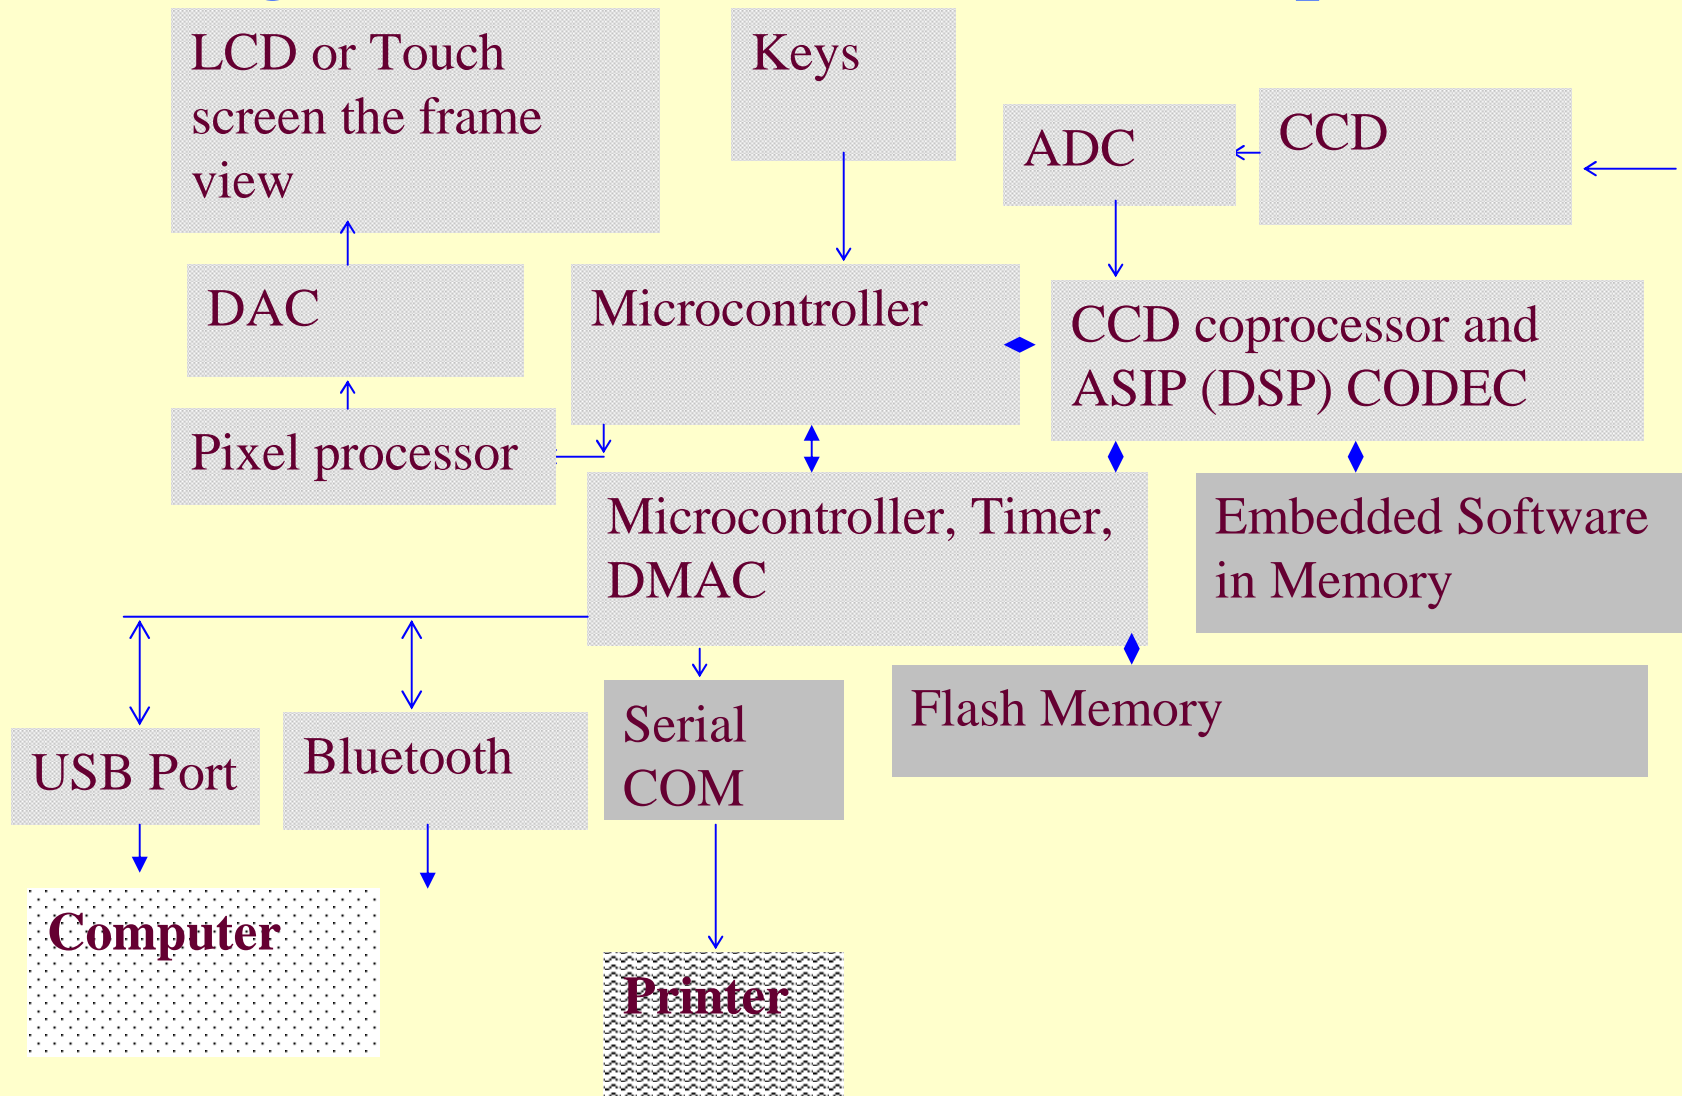 LCD or Touch
screen the frame
view
Keys
ADC
CCD
DAC
Microcontroller
CCD coprocessor and
ASIP (DSP) CODEC
Pixel processor
Microcontroller, Timer,
DMAC
Embedded Software
in Memory
Flash Memory
USB Port
Bluetooth
Serial
COM
Computer
Printer